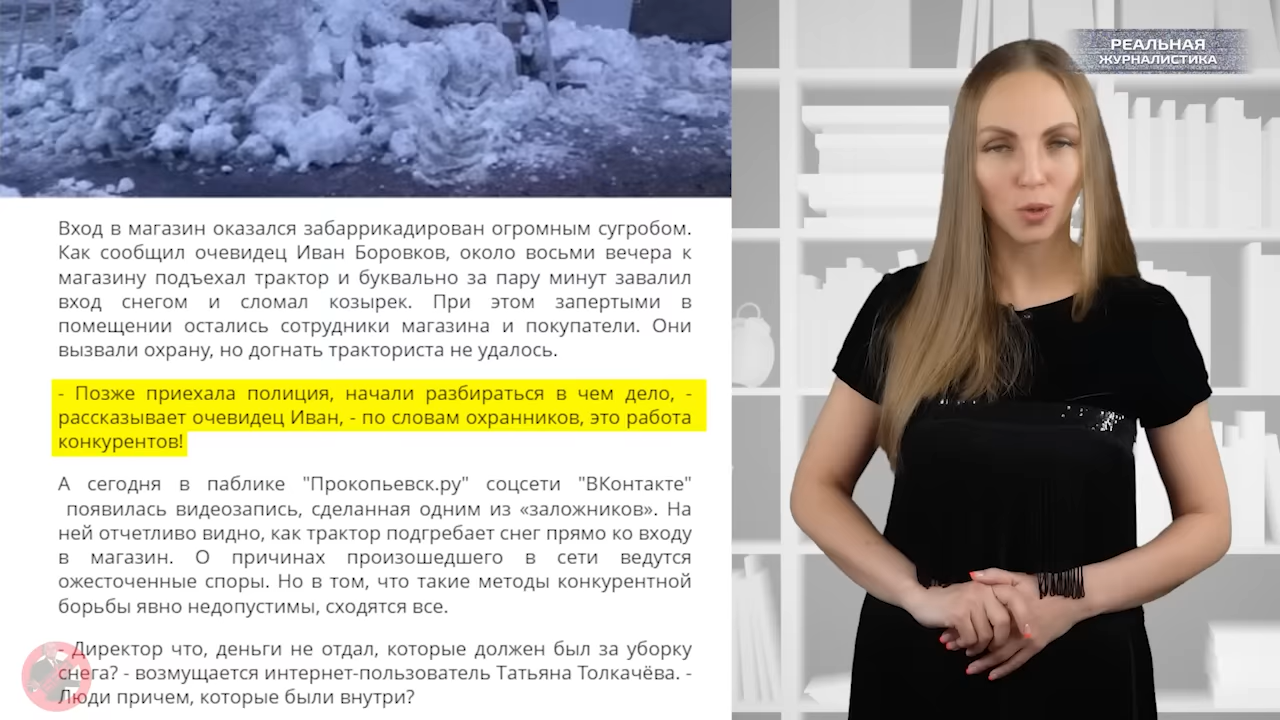 РЕАЛЬНАЯ
ЖУРНАЛИСТИКА
Вход в магазин оказался забаррикадирован огромным сугробом.
Как сообщил очевидец Иван Боровков, около восьми вечера к
магазину подъехал трактор и буквально за пару минут завалил
вход снегом и сломал козырек. При этом запертыми в
помещении остались сотрудники магазина и покупатели. Они
вызвали охрану, но догнать тракториста не удалось.
- Позже приехала полиция, начали разбираться в чем дело, -
рассказывает очевидец Иван, - по словам охранников, это работа
конкурентов!
А сегодня в паблике "Прокопьевск.ру" соцсети "ВКонтакте"
появилась видеозапись, сделанная одним из «заложников». На
ней отчетливо видно, как трактор подгребает снег прямо ко входу
в магазин. О причинах произошедшего в сети ведутся
ожесточенные споры. Но в том, что такие методы конкурентной
борьбы явно недопустимы, сходятся все.
- Директор что, деньги не отдал, которые должен был за уборку
снега? - возмущается интернет-пользователь Татьяна Толкачёва. -
Люди причем, которые были внутри?